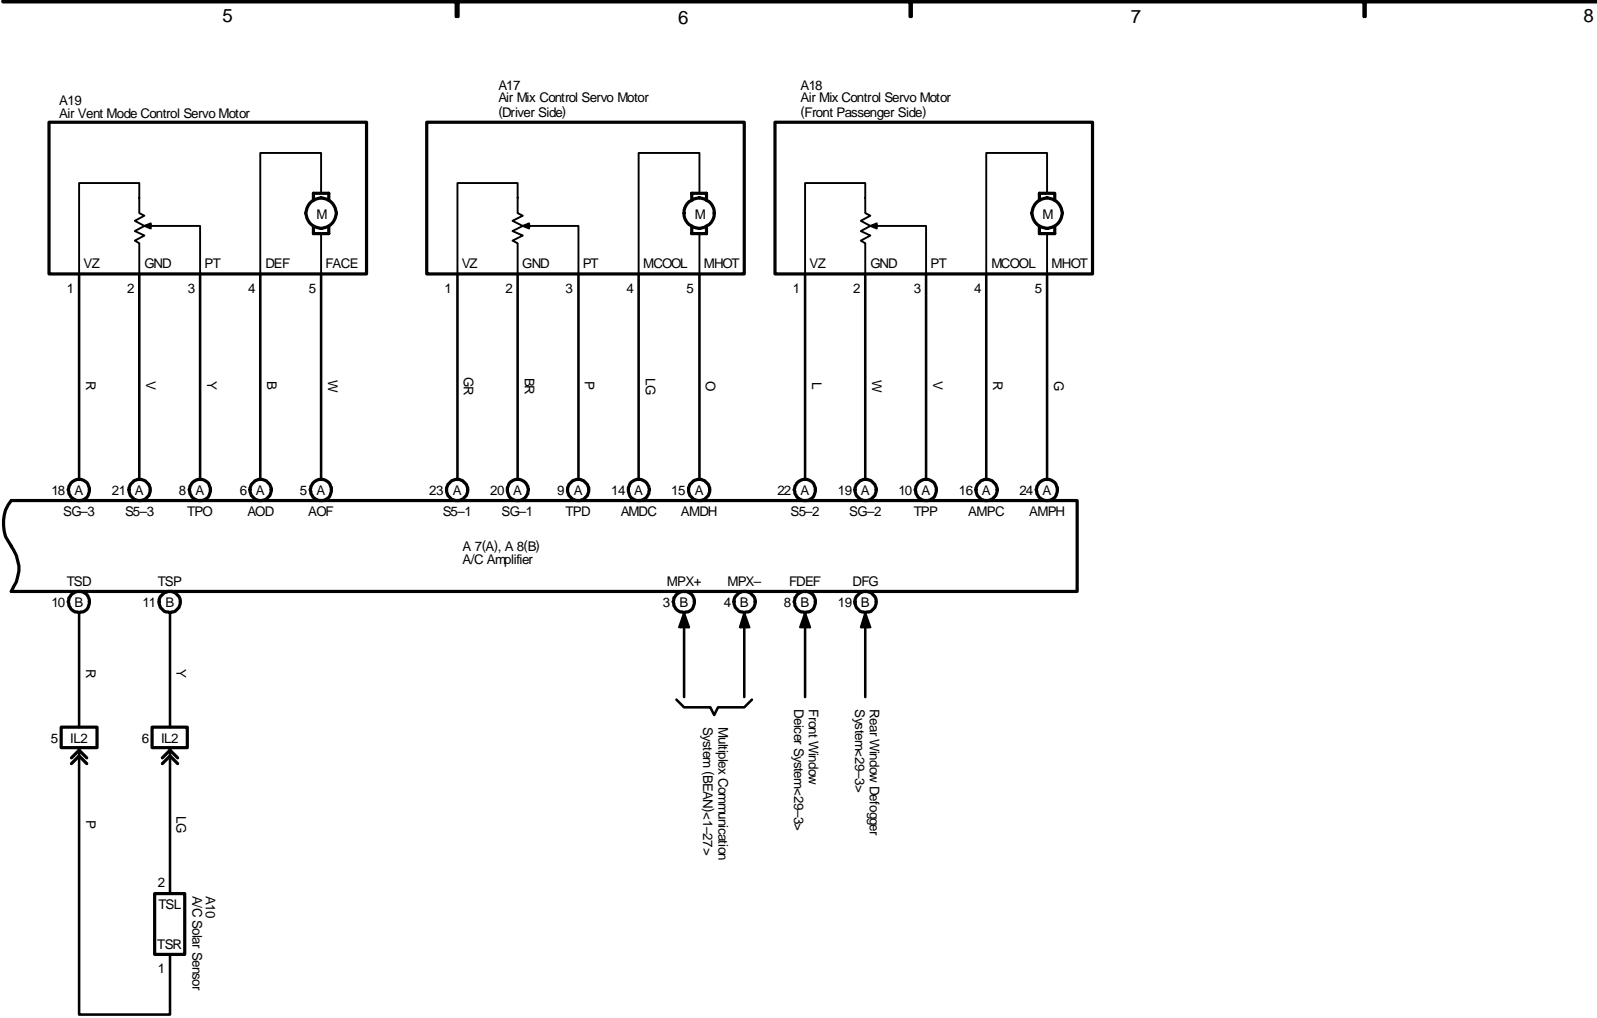 5 6 7 8
A19
Air Vent Mode Control Servo Motor
A17
Air Mix Control Servo Motor
(Driver Side)
A18
Air Mix Control Servo Motor
(Front Passenger Side)
M M M
VZ GND PT DEF FACE
VZ GND PT MCOOL MHOT
VZ GND PT MCOOL MHOT
1 2 3 4 5
1 2 3 4 5
1 2 3 4 5
R V Y B W
GR BR P LG O
L W V R G
18 A 21 A 8 A 6 A 5 A
23 A 20 A 9 A 14 A 15 A
22 A 19 A 10 A 16 A 24 A
SG–3 S5–3 TPO AOD AOF
S5–1 SG–1 TPD AMDC AMDH
S5–2 SG–2 TPP AMPC AMPH
A 7(A), A 8(B)
A/C Amplifier
TSD TSP
MPX+ MPX– FDEF DFG
10 B 11 B
3 B 4 B 8 B 19 B
R Y
5 IL2 6 IL2
P LG
Multiplex Communication
System (BEAN)<1–27>
Front Window
Deicer System<29–3>
Rear Window Defogger
System<29–3>
2
TSL
TSR
1
A10
A/C Solar Sensor